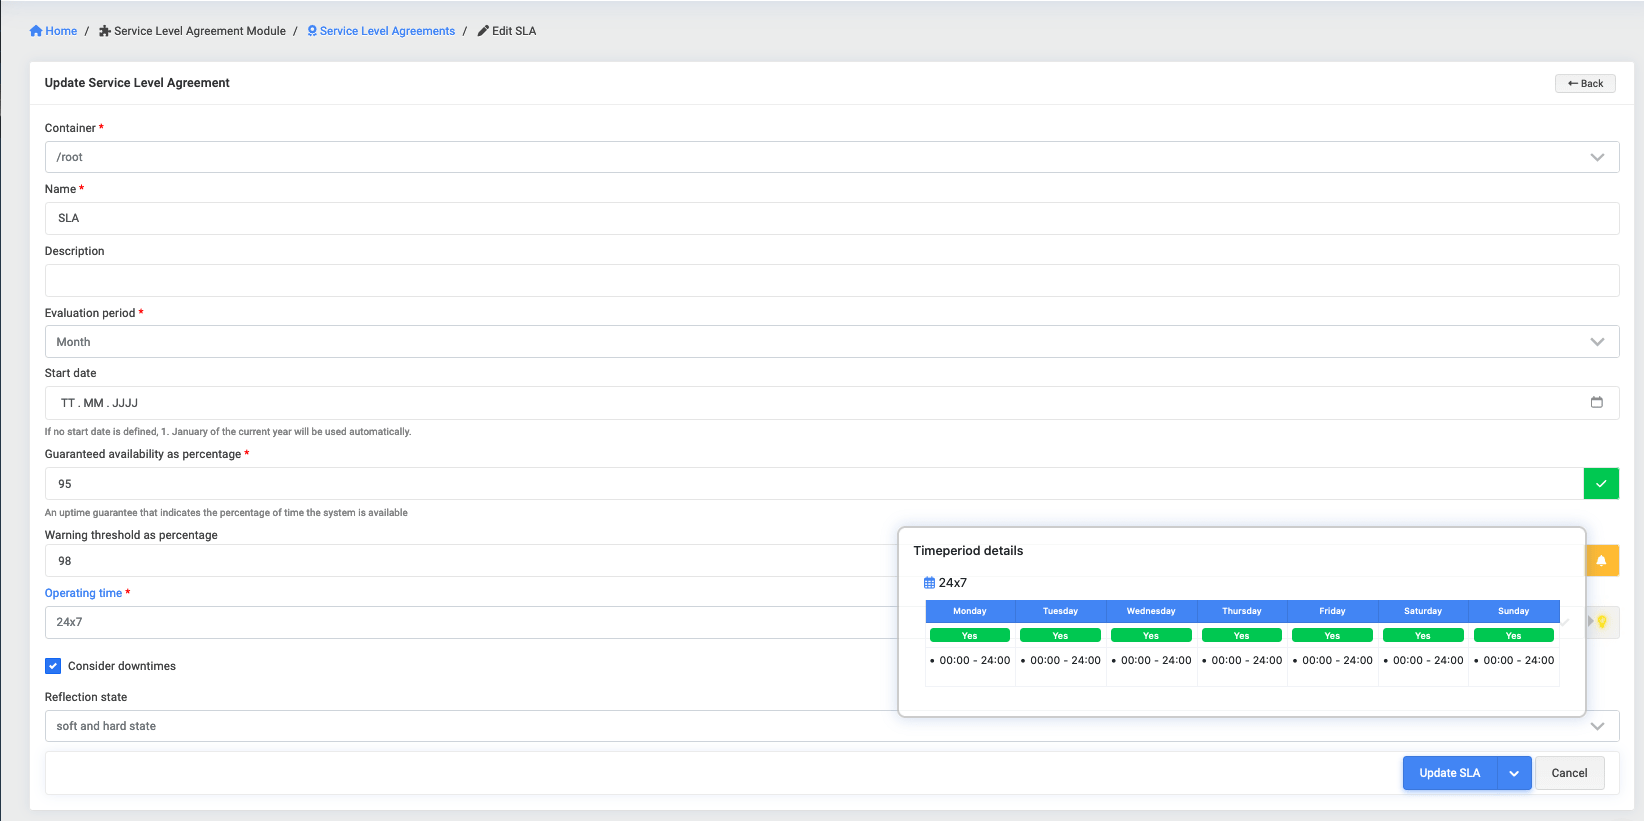 Home / Service Level Agreement Module / Service Level Agreements / Edit SLA
Update Service Level Agreement
← Back
Container *
/root
Name *
SLA
Description
Evaluation period *
Month
Start date
TT . MM . JJJJ
If no start date is defined, 1. January of the current year will be used automatically.
Guaranteed availability as percentage *
95
An uptime guarantee that indicates the percentage of time the system is available
Warning threshold as percentage
98
Timeperiod details
24x7
Monday Tuesday Wednesday Thursday Friday Saturday Sunday
Yes Yes Yes Yes Yes Yes Yes
• 00:00 - 24:00 • 00:00 - 24:00 • 00:00 - 24:00 • 00:00 - 24:00 • 00:00 - 24:00 • 00:00 - 24:00 • 00:00 - 24:00
Operating time *
24x7
Consider downtimes
Reflection state
soft and hard state
Update SLA
Cancel